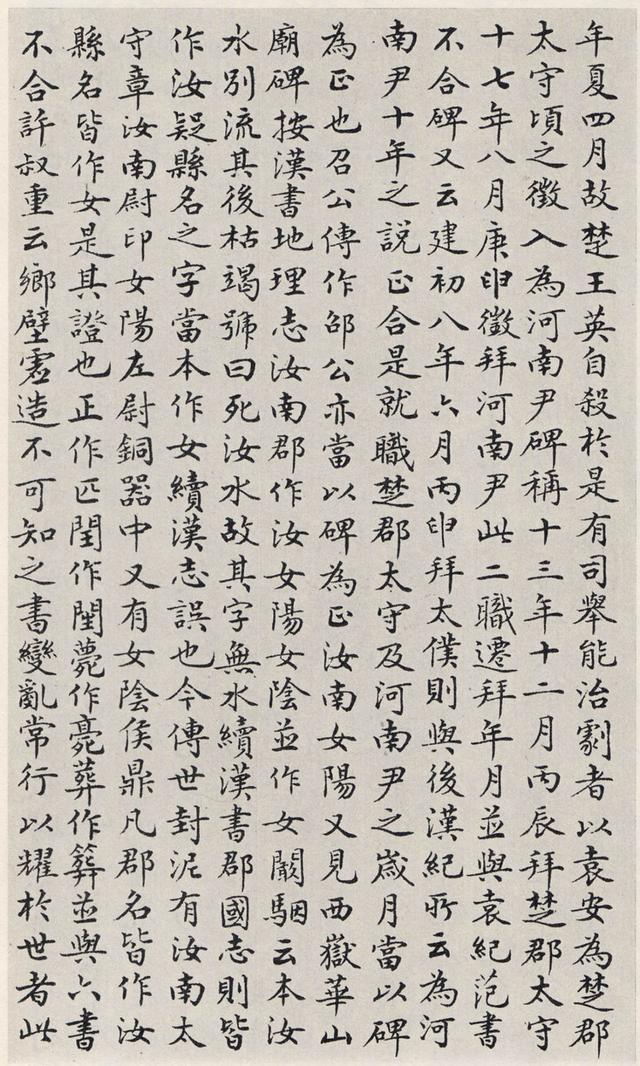 年夏四月故楚王英自殺於是有司舉能治劇者以袁安為楚郡
太守頃之徵入為河南尹碑稱十三年十二月丙辰拜楚郡太守
十七年八月庚申徵拜河南尹此二職遷拜年月並與袁紀范書
不合碑又云建初八年六月丙申拜太僕則與後漢紀所云為河
南尹十年之說正合是就職楚郡太守及河南尹之歲月當以碑
為正也召公傳作邵公亦當以碑為正汝南女陽又見西嶽華山
廟碑按漢書地理志汝南郡作汝女陽女陰並作女闞駰云本汝
水別流其後枯竭號曰死汝水故其字無水續漢書郡國志則皆
作汝疑縣名之字當本作女續漢志誤也今傳世封泥有汝南太
守章汝南尉印女陽左尉銅器中又有女陰侯鼎凡郡名皆作汝
縣名皆作女是其證也正作匹閏作閠薨作薧葬作䈂並與六書
不合許叔重云鄉壁虛造不可知之書變亂常行以耀於世者此